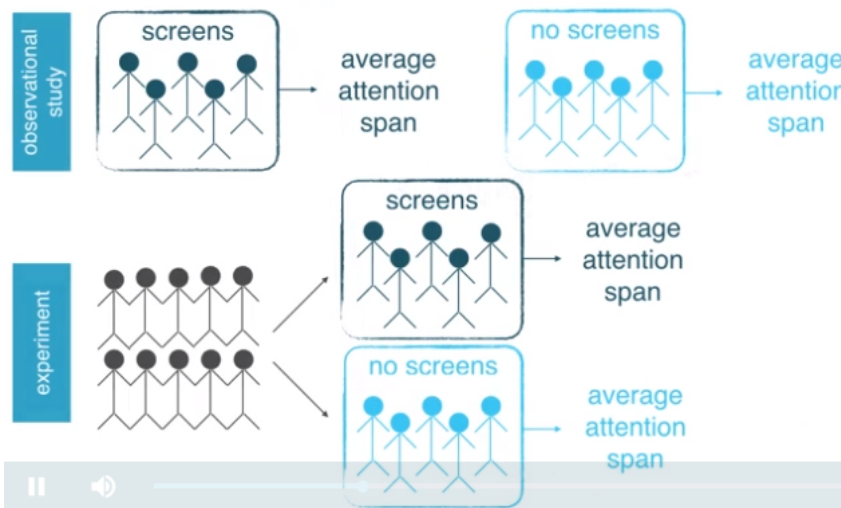 observational
study
screens
average
attention
span
no screens
average
attention
span
experiment
screens
average
attention
span
no screens
average
attention
span